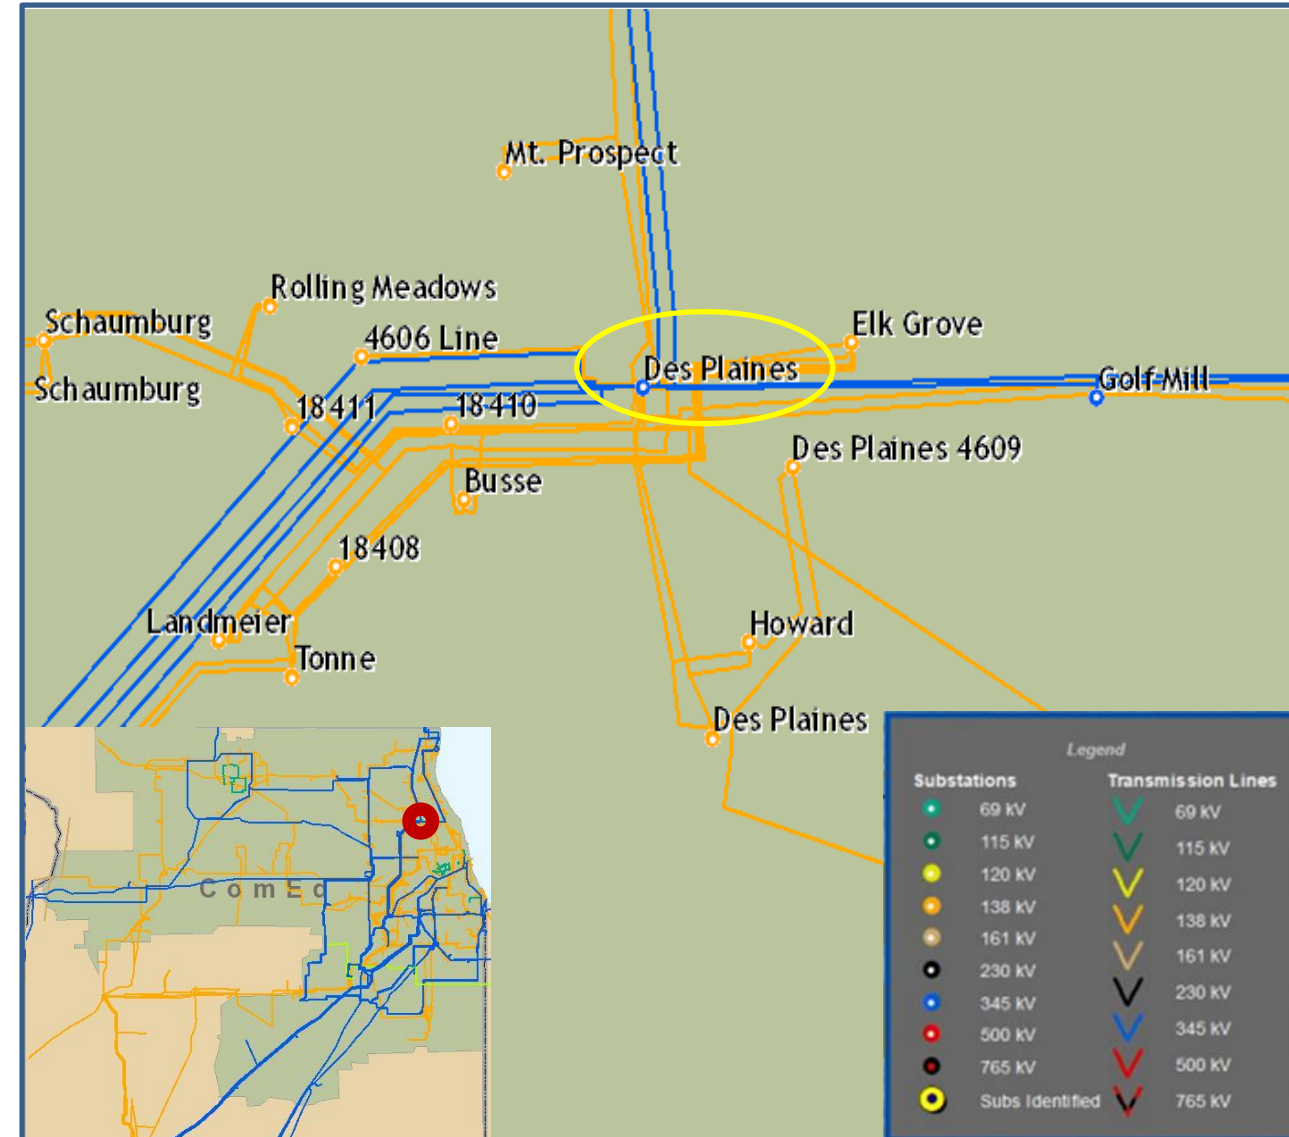 Mt. Prospect
Rolling Meadows
Schaumburg
4606 Line
Elk Grove
Des Plaines
Schaumburg
Golf Mill
18411
18410
Des Plaines 4609
Busse
18408
Landmeier
Howard
Tonne
Des Plaines
ComEd
Legend
Substations Transmission Lines
69 kV 69 kV
115 kV 115 kV
120 kV 120 kV
138 kV 138 kV
161 kV 161 kV
230 kV 230 kV
345 kV 345 kV
500 kV 500 kV
765 kV 765 kV
Subs Identified